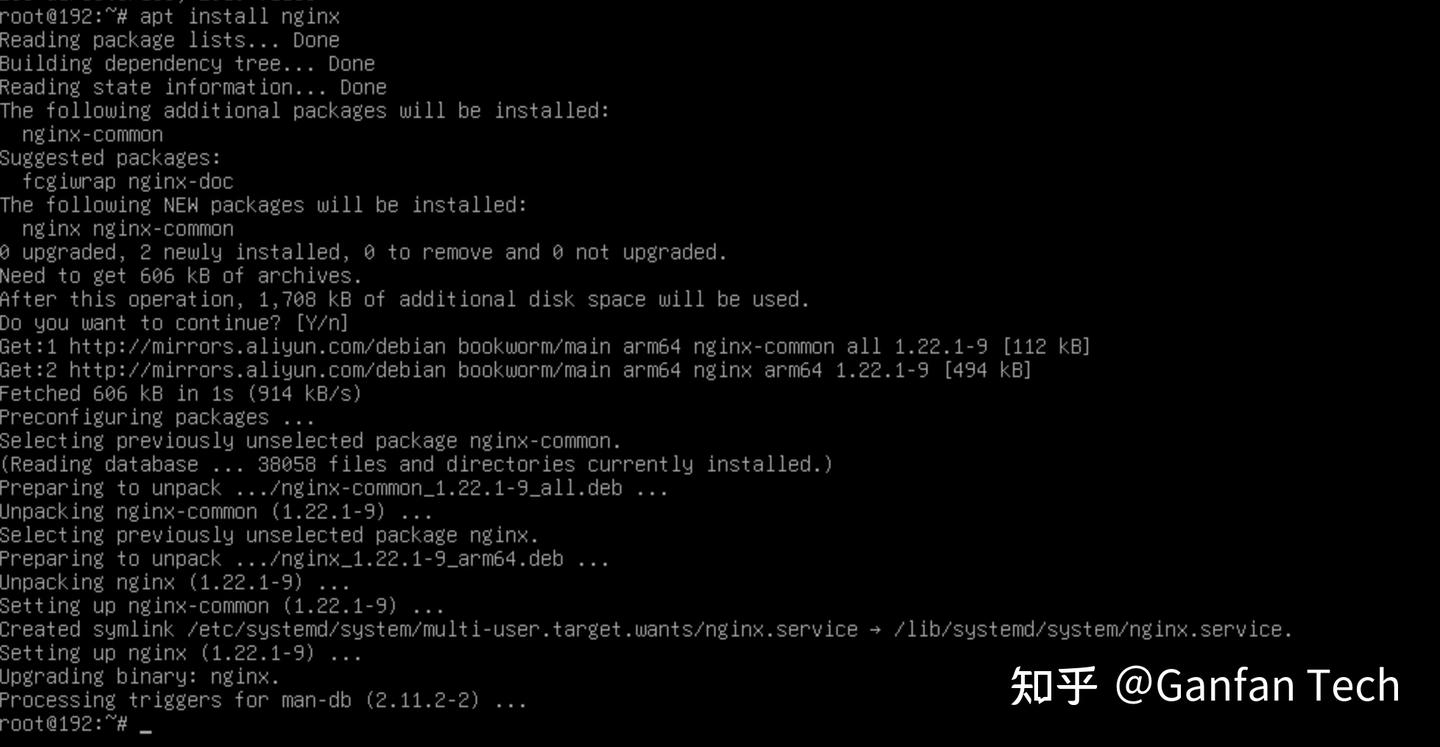 root@192:~# apt install nginx
Reading package lists... Done
Building dependency tree... Done
Reading state information... Done
The following additional packages will be installed:
  nginx-common
Suggested packages:
  fcgiwrap nginx-doc
The following NEW packages will be installed:
  nginx nginx-common
0 upgraded, 2 newly installed, 0 to remove and 0 not upgraded.
Need to get 606 kB of archives.
After this operation, 1,708 kB of additional disk space will be used.
Do you want to continue? [Y/n]
Get:1 http://mirrors.aliyun.com/debian bookworm/main arm64 nginx-common all 1.22.1-9 [112 kB]
Get:2 http://mirrors.aliyun.com/debian bookworm/main arm64 nginx arm64 1.22.1-9 [494 kB]
Fetched 606 kB in 1s (914 kB/s)
Preconfiguring packages ...
Selecting previously unselected package nginx-common.
(Reading database ... 38058 files and directories currently installed.)
Preparing to unpack .../nginx-common_1.22.1-9_all.deb ...
Unpacking nginx-common (1.22.1-9) ...
Selecting previously unselected package nginx.
Preparing to unpack .../nginx_1.22.1-9_arm64.deb ...
Unpacking nginx (1.22.1-9) ...
Setting up nginx-common (1.22.1-9) ...
Created symlink /etc/systemd/system/multi-user.target.wants/nginx.service → /lib/systemd/system/nginx.service.
Setting up nginx (1.22.1-9) ...
Upgrading binary: nginx.
Processing triggers for man-db (2.11.2-2) ...
root@192:~# _
知乎 @Ganfan Tech